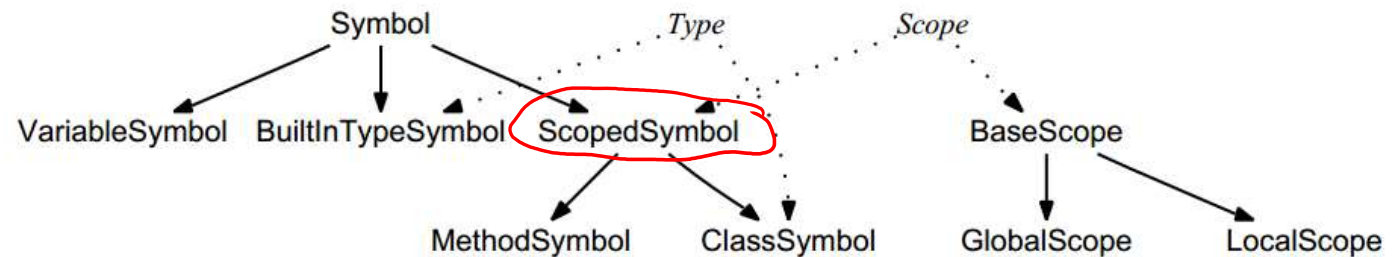 Symbol Type Scope
VariableSymbol BuiltInTypeSymbol ScopedSymbol BaseScope
MethodSymbol ClassSymbol GlobalScope LocalScope